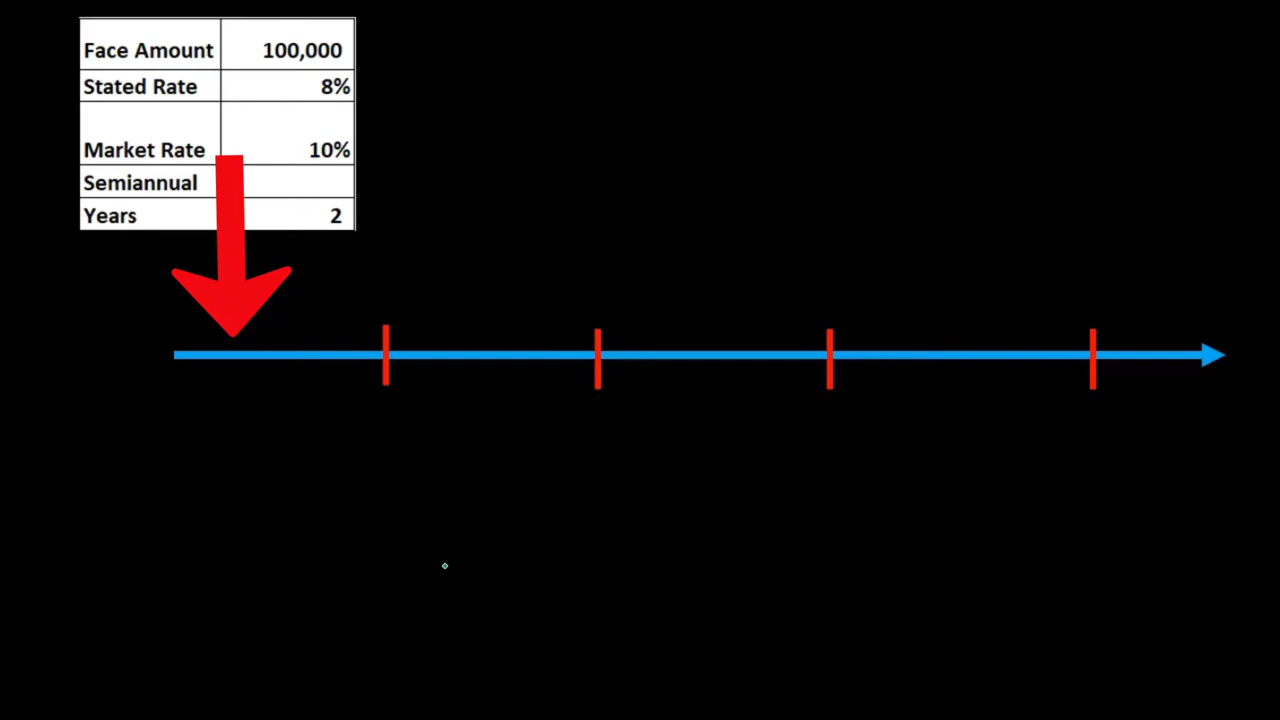 Face Amount 100,000
Stated Rate 8%
Market Rate 10%
Semiannual
Years 2